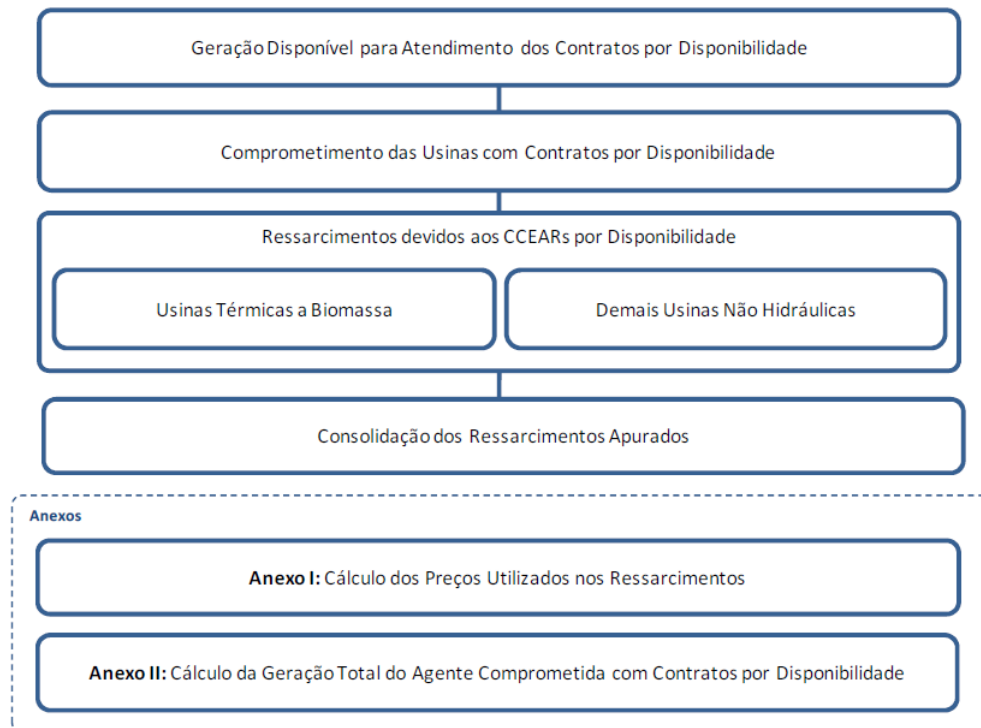 Geração Disponível para Atendimento dos Contratos por Disponibilidade
Comprometimento das Usinas com Contratos por Disponibilidade
Ressarcimentos devidos aos CCEARs por Disponibilidade
Usinas Térmicas a Biomassa
Demais Usinas Não Hidráulicas
Consolidação dos Ressarcimentos Apurados
Anexos
Anexo I: Cálculo dos Preços Utilizados nos Ressarcimentos
Anexo II: Cálculo da Geração Total do Agente Comprometida com Contratos por Disponibilidade